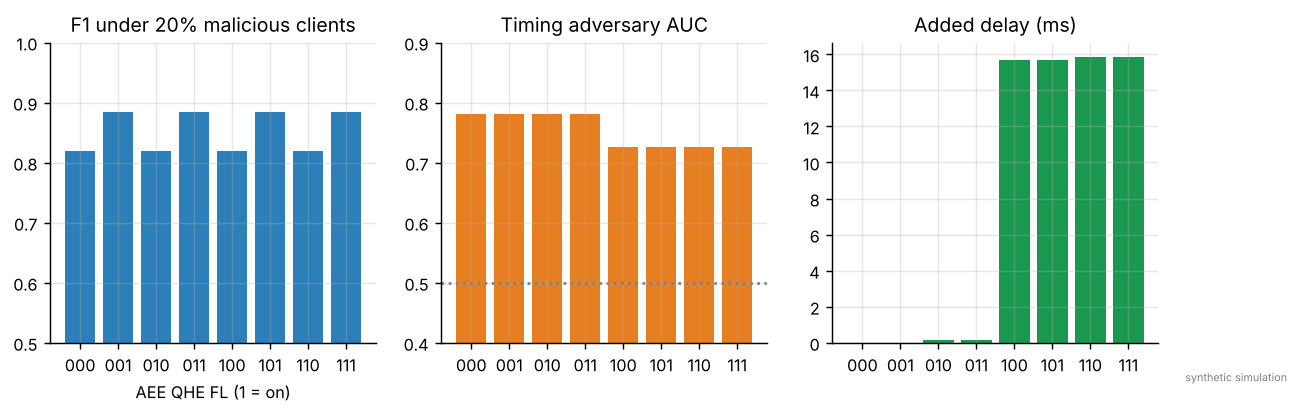 F1 under 20% malicious clients
1.0
0.9
0.8
0.7
0.6
0.5
000 001 010 011 100 101 110 111
AEE QHE FL (1 = on)
Timing adversary AUC
0.9
0.8
0.7
0.6
0.5
0.4
000 001 010 011 100 101 110 111
Added delay (ms)
16
14
12
10
8
6
4
2
0
000 001 010 011 100 101 110 111
synthetic simulation